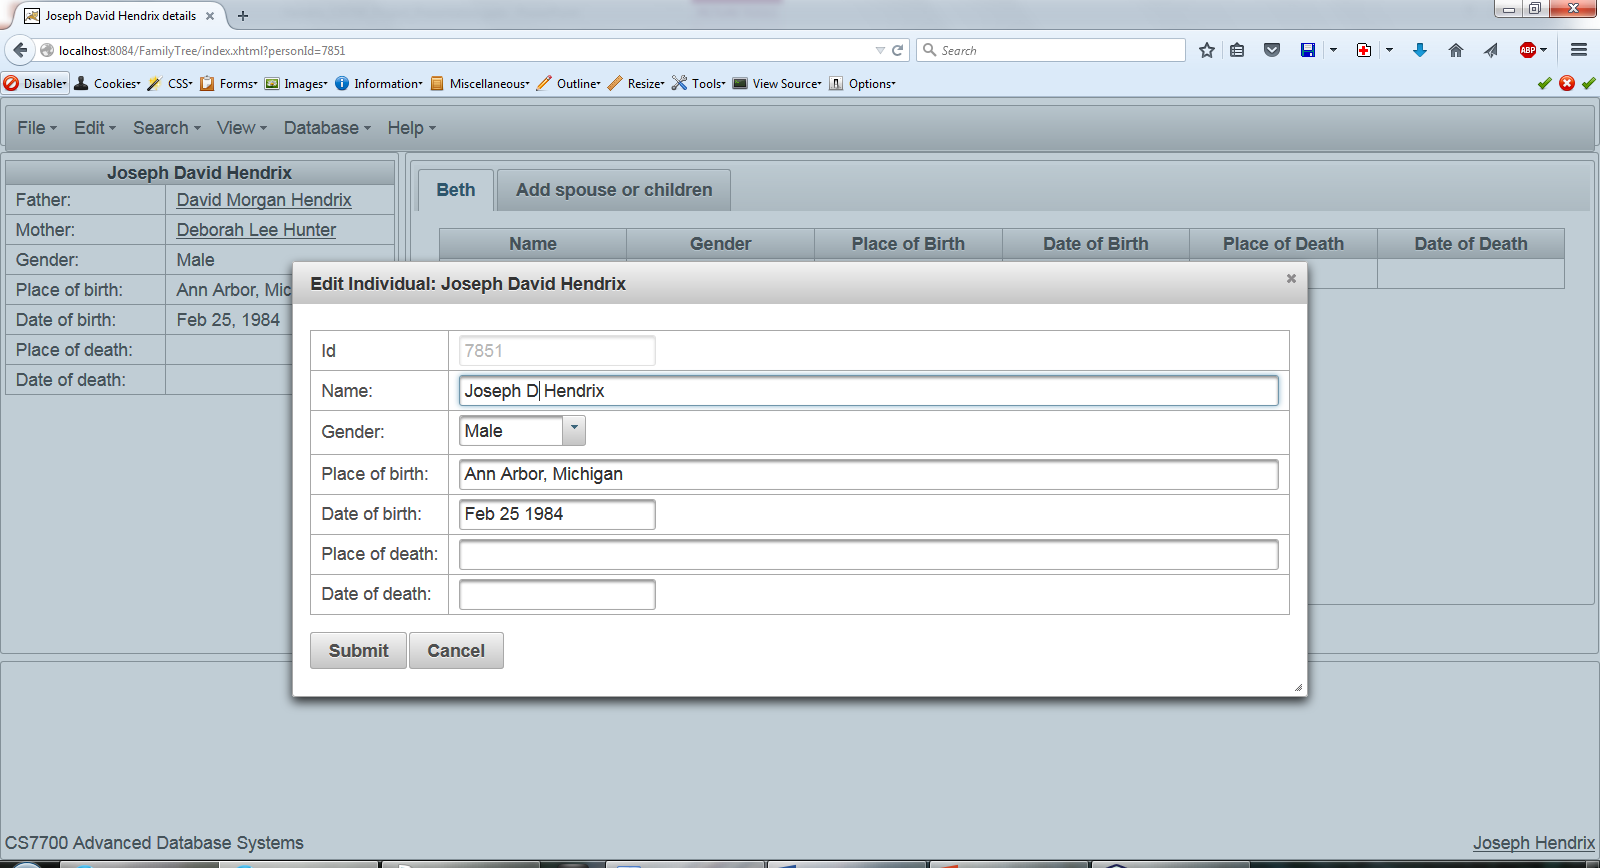 Joseph David Hendrix details
localhost:8084/FamilyTree/index.xhtml?personId=7851
Search
ABP
Disable
Cookies
CSS
Forms
Images
Information
Miscellaneous
Outline
Resize
Tools
View Source
Options
File
Edit
Search
View
Database
Help
Joseph David Hendrix
Father: David Morgan Hendrix
Mother: Deborah Lee Hunter
Gender: Male
Place of birth: Ann Arbor, Mic
Date of birth: Feb 25, 1984
Place of death:
Date of death:
Beth
Add spouse or children
Name Gender Place of Birth Date of Birth Place of Death Date of Death
Edit Individual: Joseph David Hendrix
Id 7851
Name: Joseph D Hendrix
Gender: Male
Place of birth: Ann Arbor, Michigan
Date of birth: Feb 25 1984
Place of death:
Date of death:
Submit
Cancel
CS7700 Advanced Database Systems
Joseph Hendrix